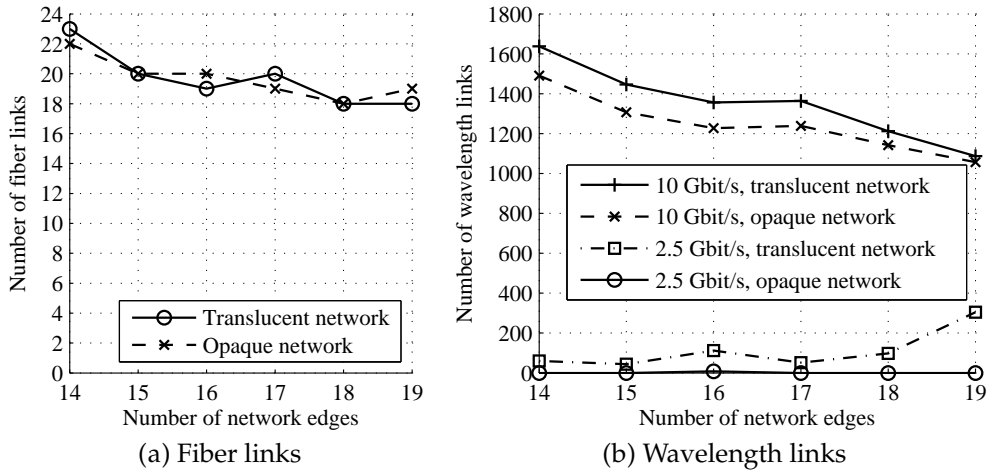 24
22
20
18
16
14
12
10
8
6
4
2
0
Number of fiber links
Translucent network
Opaque network
14 15 16 17 18 19
Number of network edges
(a) Fiber links
1800
1600
1400
1200
1000
800
600
400
200
0
Number of wavelength links
10 Gbit/s, translucent network
10 Gbit/s, opaque network
2.5 Gbit/s, translucent network
2.5 Gbit/s, opaque network
14 15 16 17 18 19
Number of network edges
(b) Wavelength links